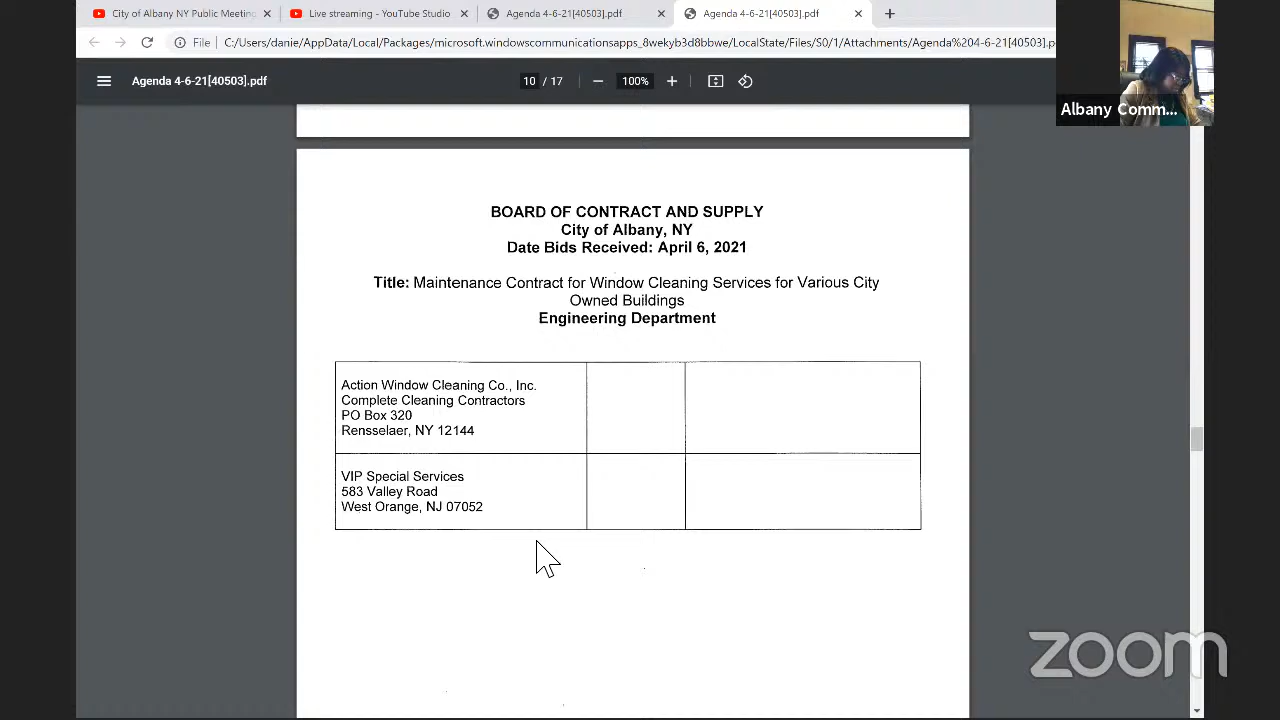 City of Albany NY Public Meeting
Live streaming - YouTube Studio
Agenda 4-6-21[40503].pdf
Agenda 4-6-21[40503].pdf
File
C:/Users/danie/AppData/Local/Packages/microsoft.windowscommunicationsapps_8wekyb3d8bbwe/LocalState/Files/S0/1/Attachments/Agenda%204-6-21[40503].p
Agenda 4-6-21[40503].pdf
10 / 17
100%
Albany Comm...
BOARD OF CONTRACT AND SUPPLY
City of Albany, NY
Date Bids Received: April 6, 2021
Title: Maintenance Contract for Window Cleaning Services for Various City
Owned Buildings
Engineering Department
Action Window Cleaning Co., Inc.
Complete Cleaning Contractors
PO Box 320
Rensselaer, NY 12144
VIP Special Services
583 Valley Road
West Orange, NJ 07052
zoom